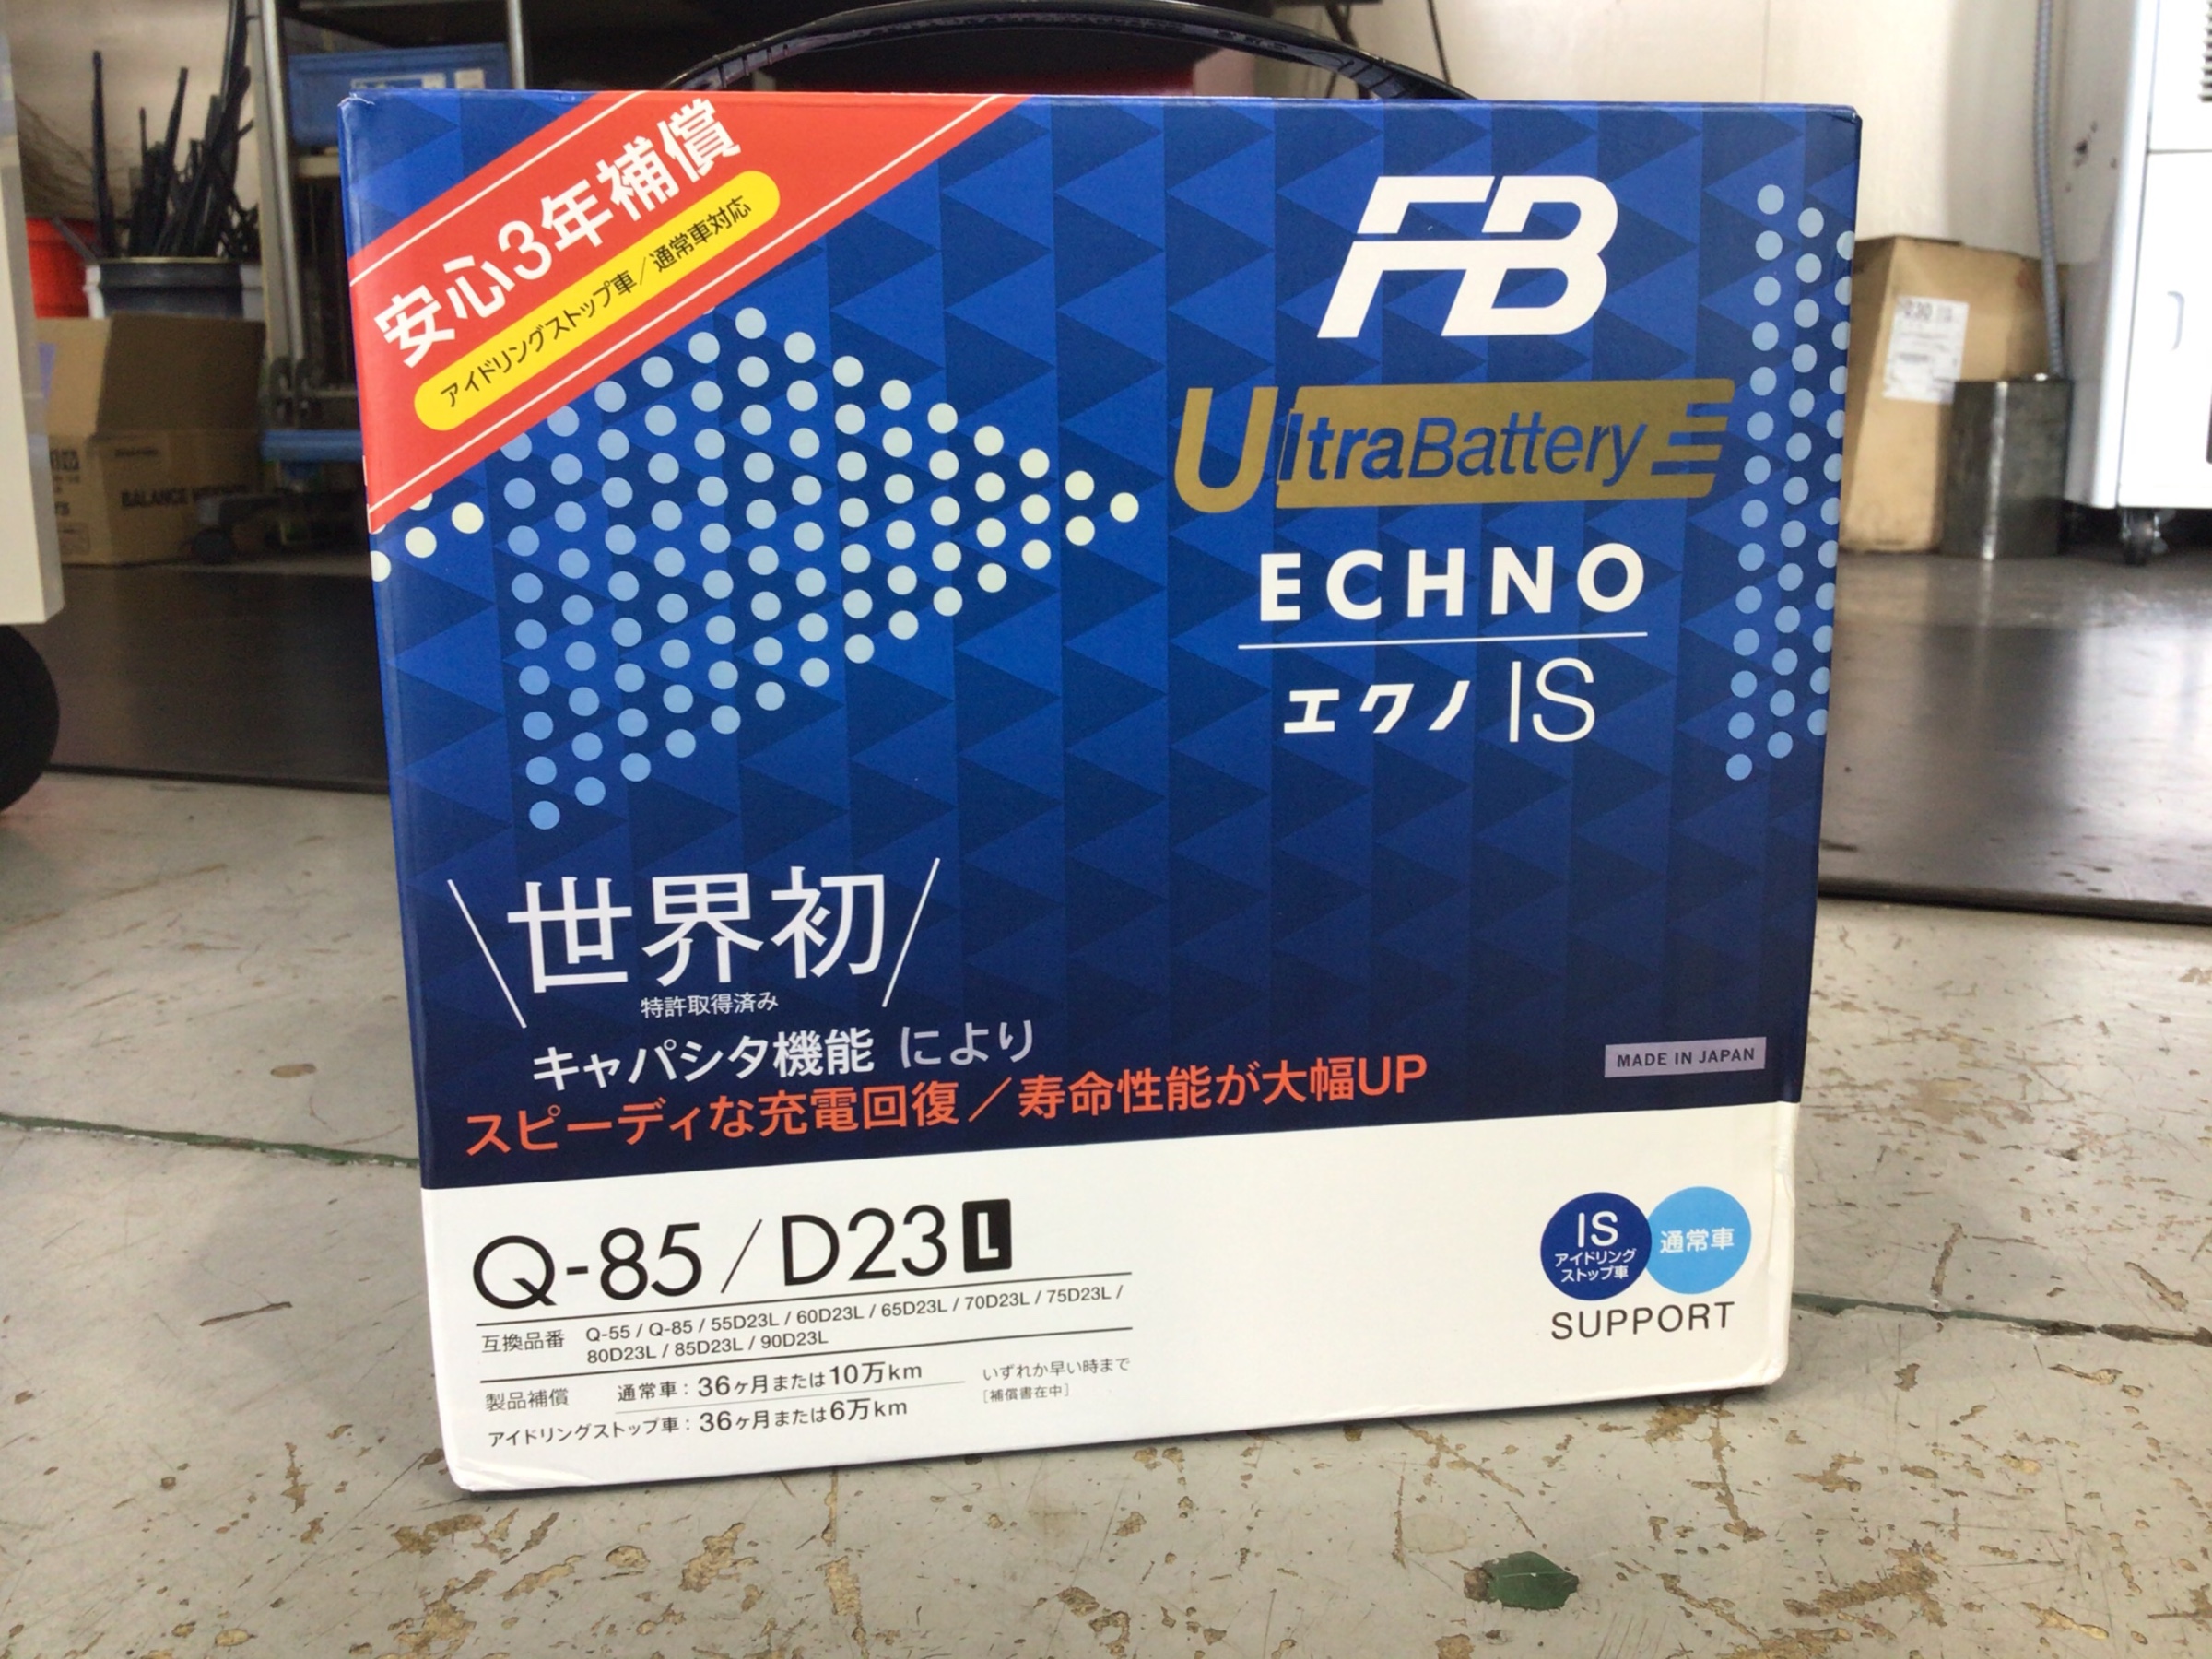 安心3年補償
アイドリングストップ車／通常車対応
FB
UltraBattery
ECHNO
エクノ IS
世界初
特許取得済み
キャパシタ機能 により
スピーディな充電回復／寿命性能が大幅UP
MADE IN JAPAN
Q-85/D23L
互換品番 Q-55 / Q-85 / 55D23L / 60D23L / 65D23L / 70D23L / 75D23L /
80D23L / 85D23L / 90D23L
製品補償 通常車：36ヶ月または10万km
アイドリングストップ車：36ヶ月または6万km
いずれか早い時まで
[補償書在中]
IS
アイドリング
ストップ車
通常車
SUPPORT
BALANCE